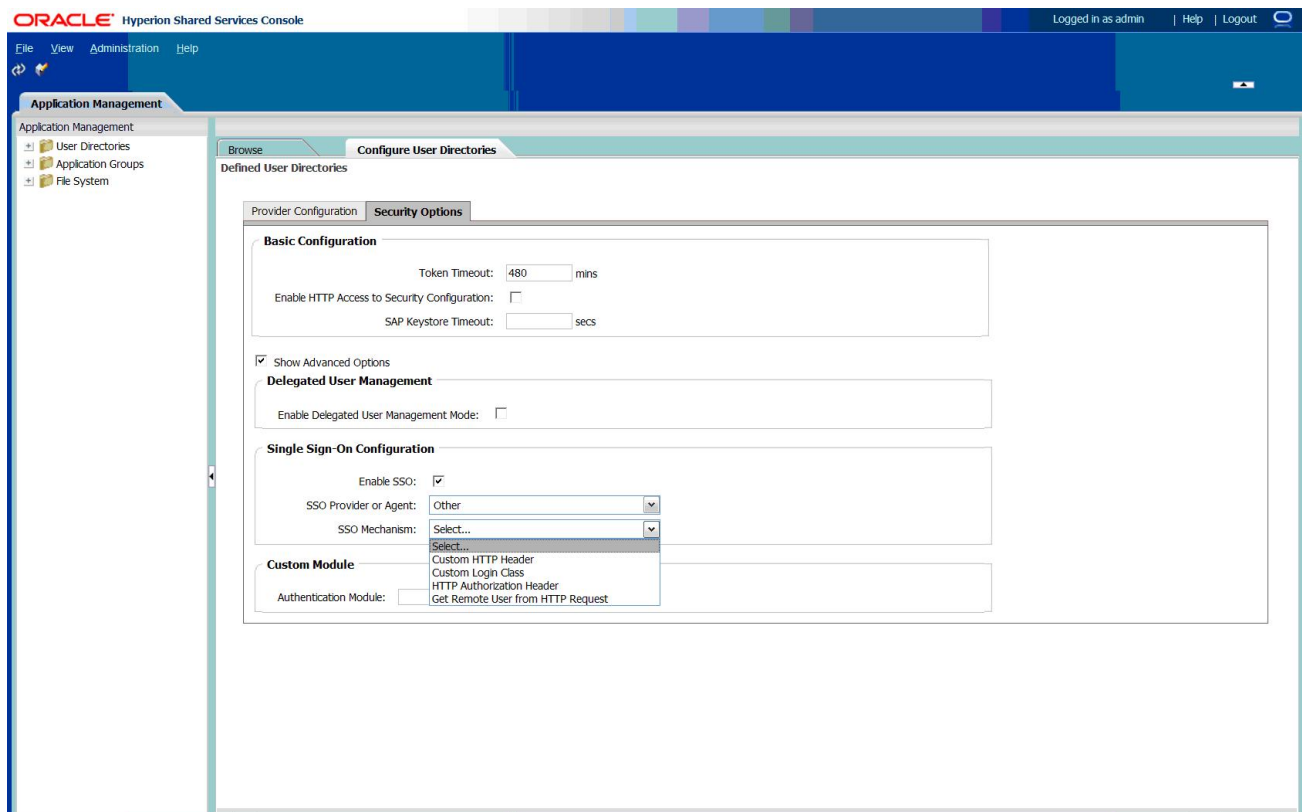 ORACLE Hyperion Shared Services Console
Logged in as admin | Help | Logout
File View Administration Help
Application Management
Application Management
User Directories
Application Groups
File System
Browse Configure User Directories
Defined User Directories
Provider Configuration Security Options
Basic Configuration
Token Timeout: 480 mins
Enable HTTP Access to Security Configuration:
SAP Keystore Timeout: secs
Show Advanced Options
Delegated User Management
Enable Delegated User Management Mode:
Single Sign-On Configuration
Enable SSO:
SSO Provider or Agent: Other
SSO Mechanism: Select...
Select...
Custom HTTP Header
Custom Login Class
HTTP Authorization Header
Get Remote User from HTTP Request
Custom Module
Authentication Module: